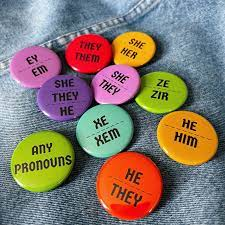 EY
EM
THEY
THEM
SHE
HER
SHE
THEY
HE
SHE
THEY
ZE
ZIR
XE
XEM
HE
HIM
ANY
PRONOUNS
HE
THEY